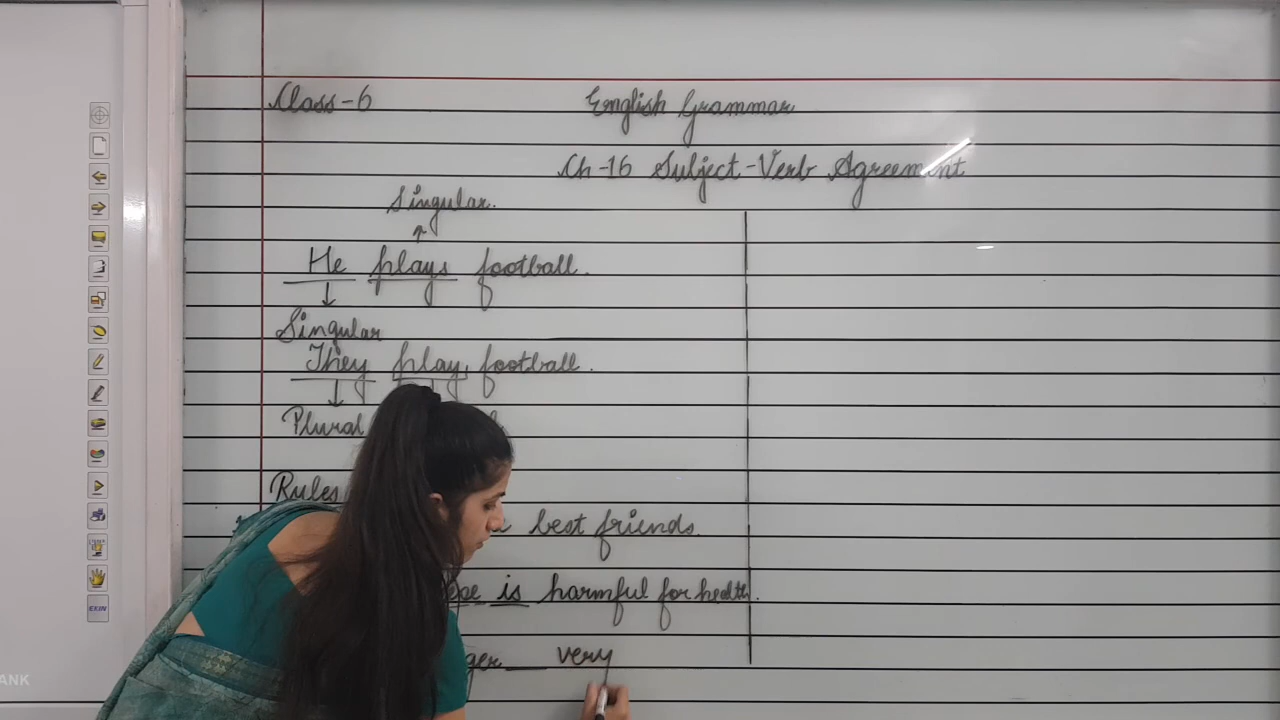 Class-6 English Grammar
Ch-16 Subject-Verb Agreement
Singular.
He plays football.
Singular
They play football.
Plural
Rules
best friends.
is harmful for health.
very
EKIN